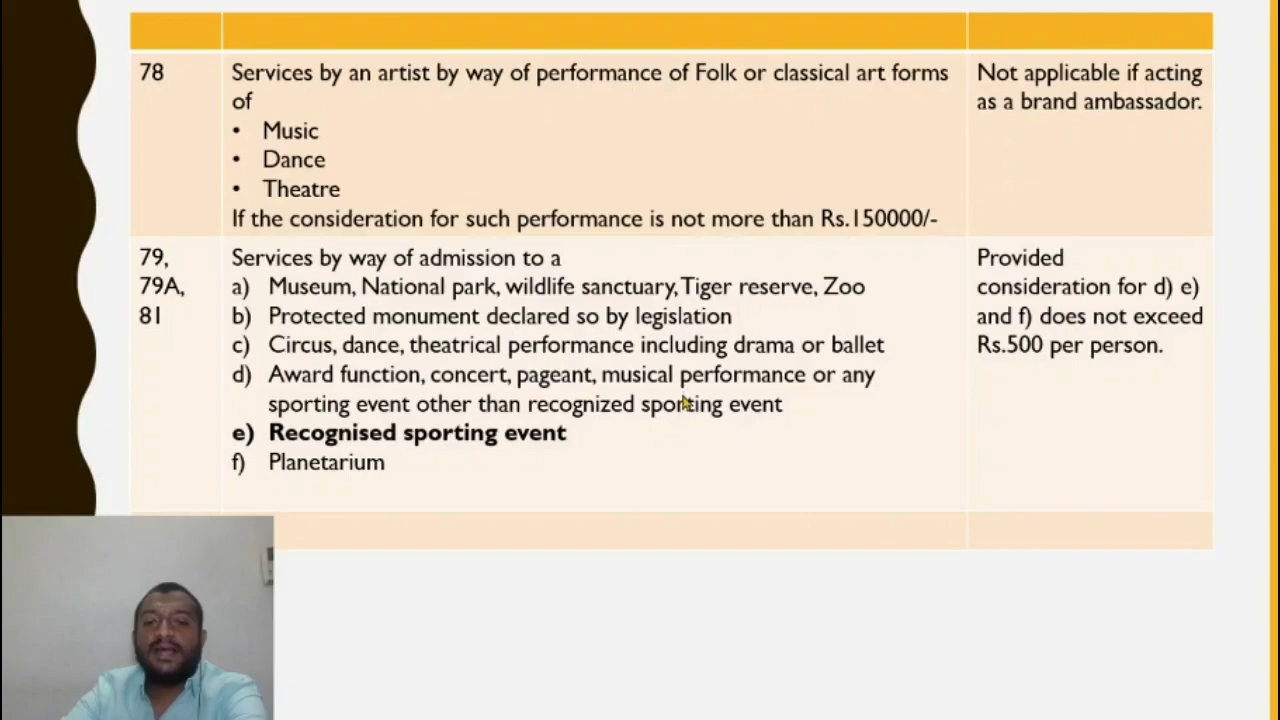 78
Services by an artist by way of performance of Folk or classical art forms
of
• Music
• Dance
• Theatre
If the consideration for such performance is not more than Rs.150000/-
Not applicable if acting
as a brand ambassador.
79,
79A,
81
Services by way of admission to a
a) Museum, National park, wildlife sanctuary, Tiger reserve, Zoo
b) Protected monument declared so by legislation
c) Circus, dance, theatrical performance including drama or ballet
d) Award function, concert, pageant, musical performance or any
sporting event other than recognized sporting event
e) Recognised sporting event
f) Planetarium
Provided
consideration for d) e)
and f) does not exceed
Rs.500 per person.